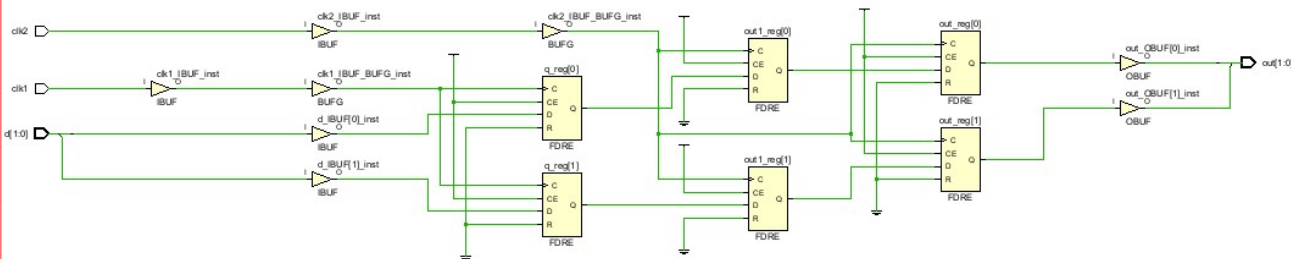 clk2
I
clk2_IBUF_inst
O
IBUF
I
clk2_IBUF_BUFG_inst
O
BUFG
clk1
I
clk1_IBUF_inst
O
IBUF
I
clk1_IBUF_BUFG_inst
O
BUFG
d[1:0]
I
d_IBUF[0]_inst
O
IBUF
I
d_IBUF[1]_inst
O
IBUF
q_reg[0]
C
CE
D
R
Q
FDRE
q_reg[1]
C
CE
D
R
Q
FDRE
out1_reg[0]
C
CE
D
R
Q
FDRE
out1_reg[1]
C
CE
D
R
Q
FDRE
out_reg[0]
C
CE
D
R
Q
FDRE
out_reg[1]
C
CE
D
R
Q
FDRE
I
out_OBUF[0]_inst
O
OBUF
I
out_OBUF[1]_inst
O
OBUF
out[1:0]